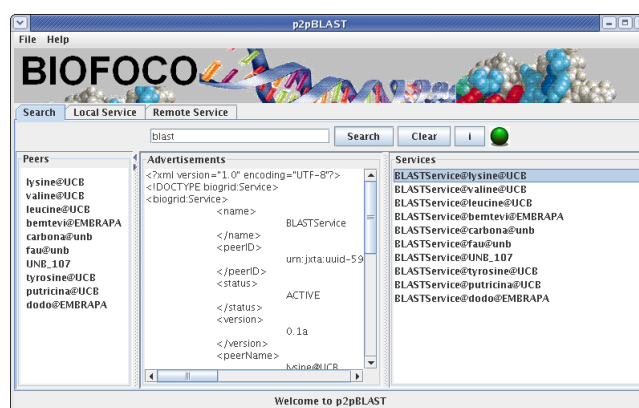 p2pBLAST
File Help
BIOFOCO
Search Local Service Remote Service
blast Search Clear i
Peers
lysine@UCB
valine@UCB
leucine@UCB
bemtevi@EMBRAPA
carbona@unb
fau@unb
UNB_107
tyrosine@UCB
putricina@UCB
dodo@EMBRAPA
Advertisements
<?xml version="1.0" encoding="UTF-8"?>
<!DOCTYPE biogrid:Service>
<biogrid:Service>
<name>
BLASTService
</name>
<peerID>
urn:jxta:uuid-59
</peerID>
<status>
ACTIVE
</status>
<version>
0.1a
</version>
<peerName>
lysine@UCB
Services
BLASTService@lysine@UCB
BLASTService@valine@UCB
BLASTService@leucine@UCB
BLASTService@bemtevi@EMBRAPA
BLASTService@carbona@unb
BLASTService@fau@unb
BLASTService@UNB_107
BLASTService@tyrosine@UCB
BLASTService@putricina@UCB
BLASTService@dodo@EMBRAPA
Welcome to p2pBLAST